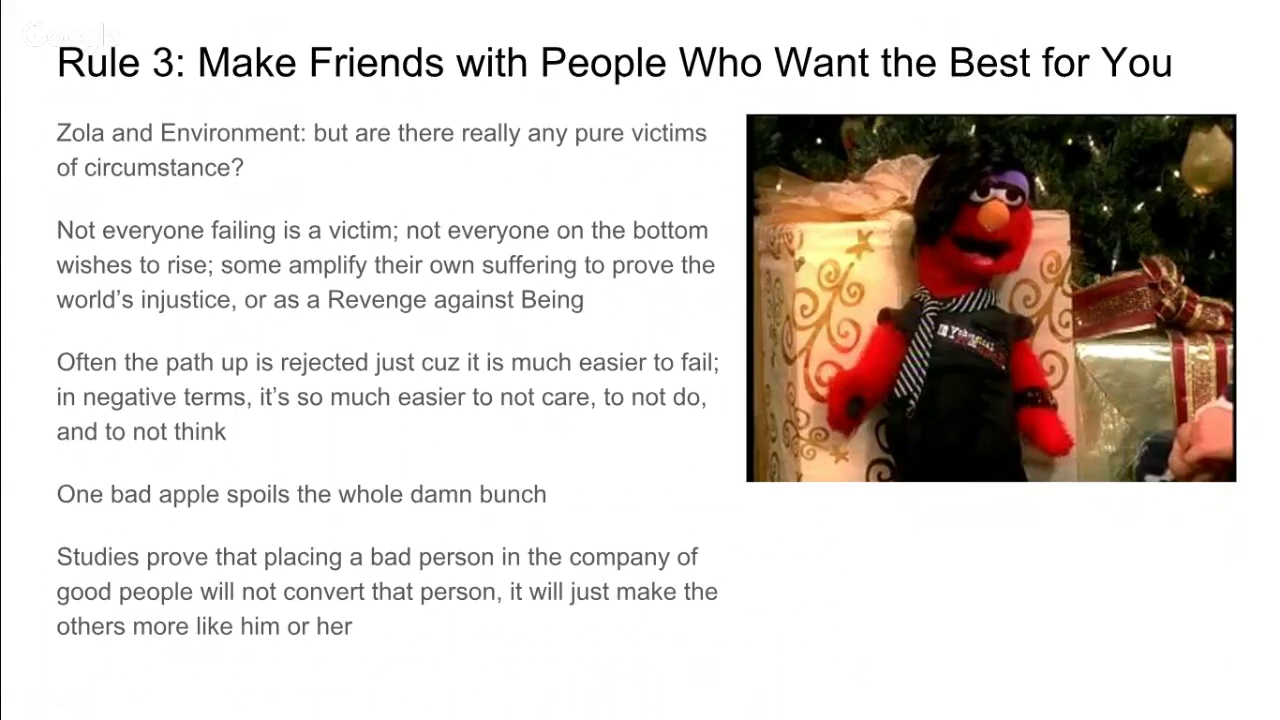 Rule 3: Make Friends with People Who Want the Best for You
Zola and Environment: but are there really any pure victims
of circumstance?
Not everyone failing is a victim; not everyone on the bottom
wishes to rise; some amplify their own suffering to prove the
world’s injustice, or as a Revenge against Being
Often the path up is rejected just cuz it is much easier to fail;
in negative terms, it’s so much easier to not care, to not do,
and to not think
One bad apple spoils the whole damn bunch
Studies prove that placing a bad person in the company of
good people will not convert that person, it will just make the
others more like him or her